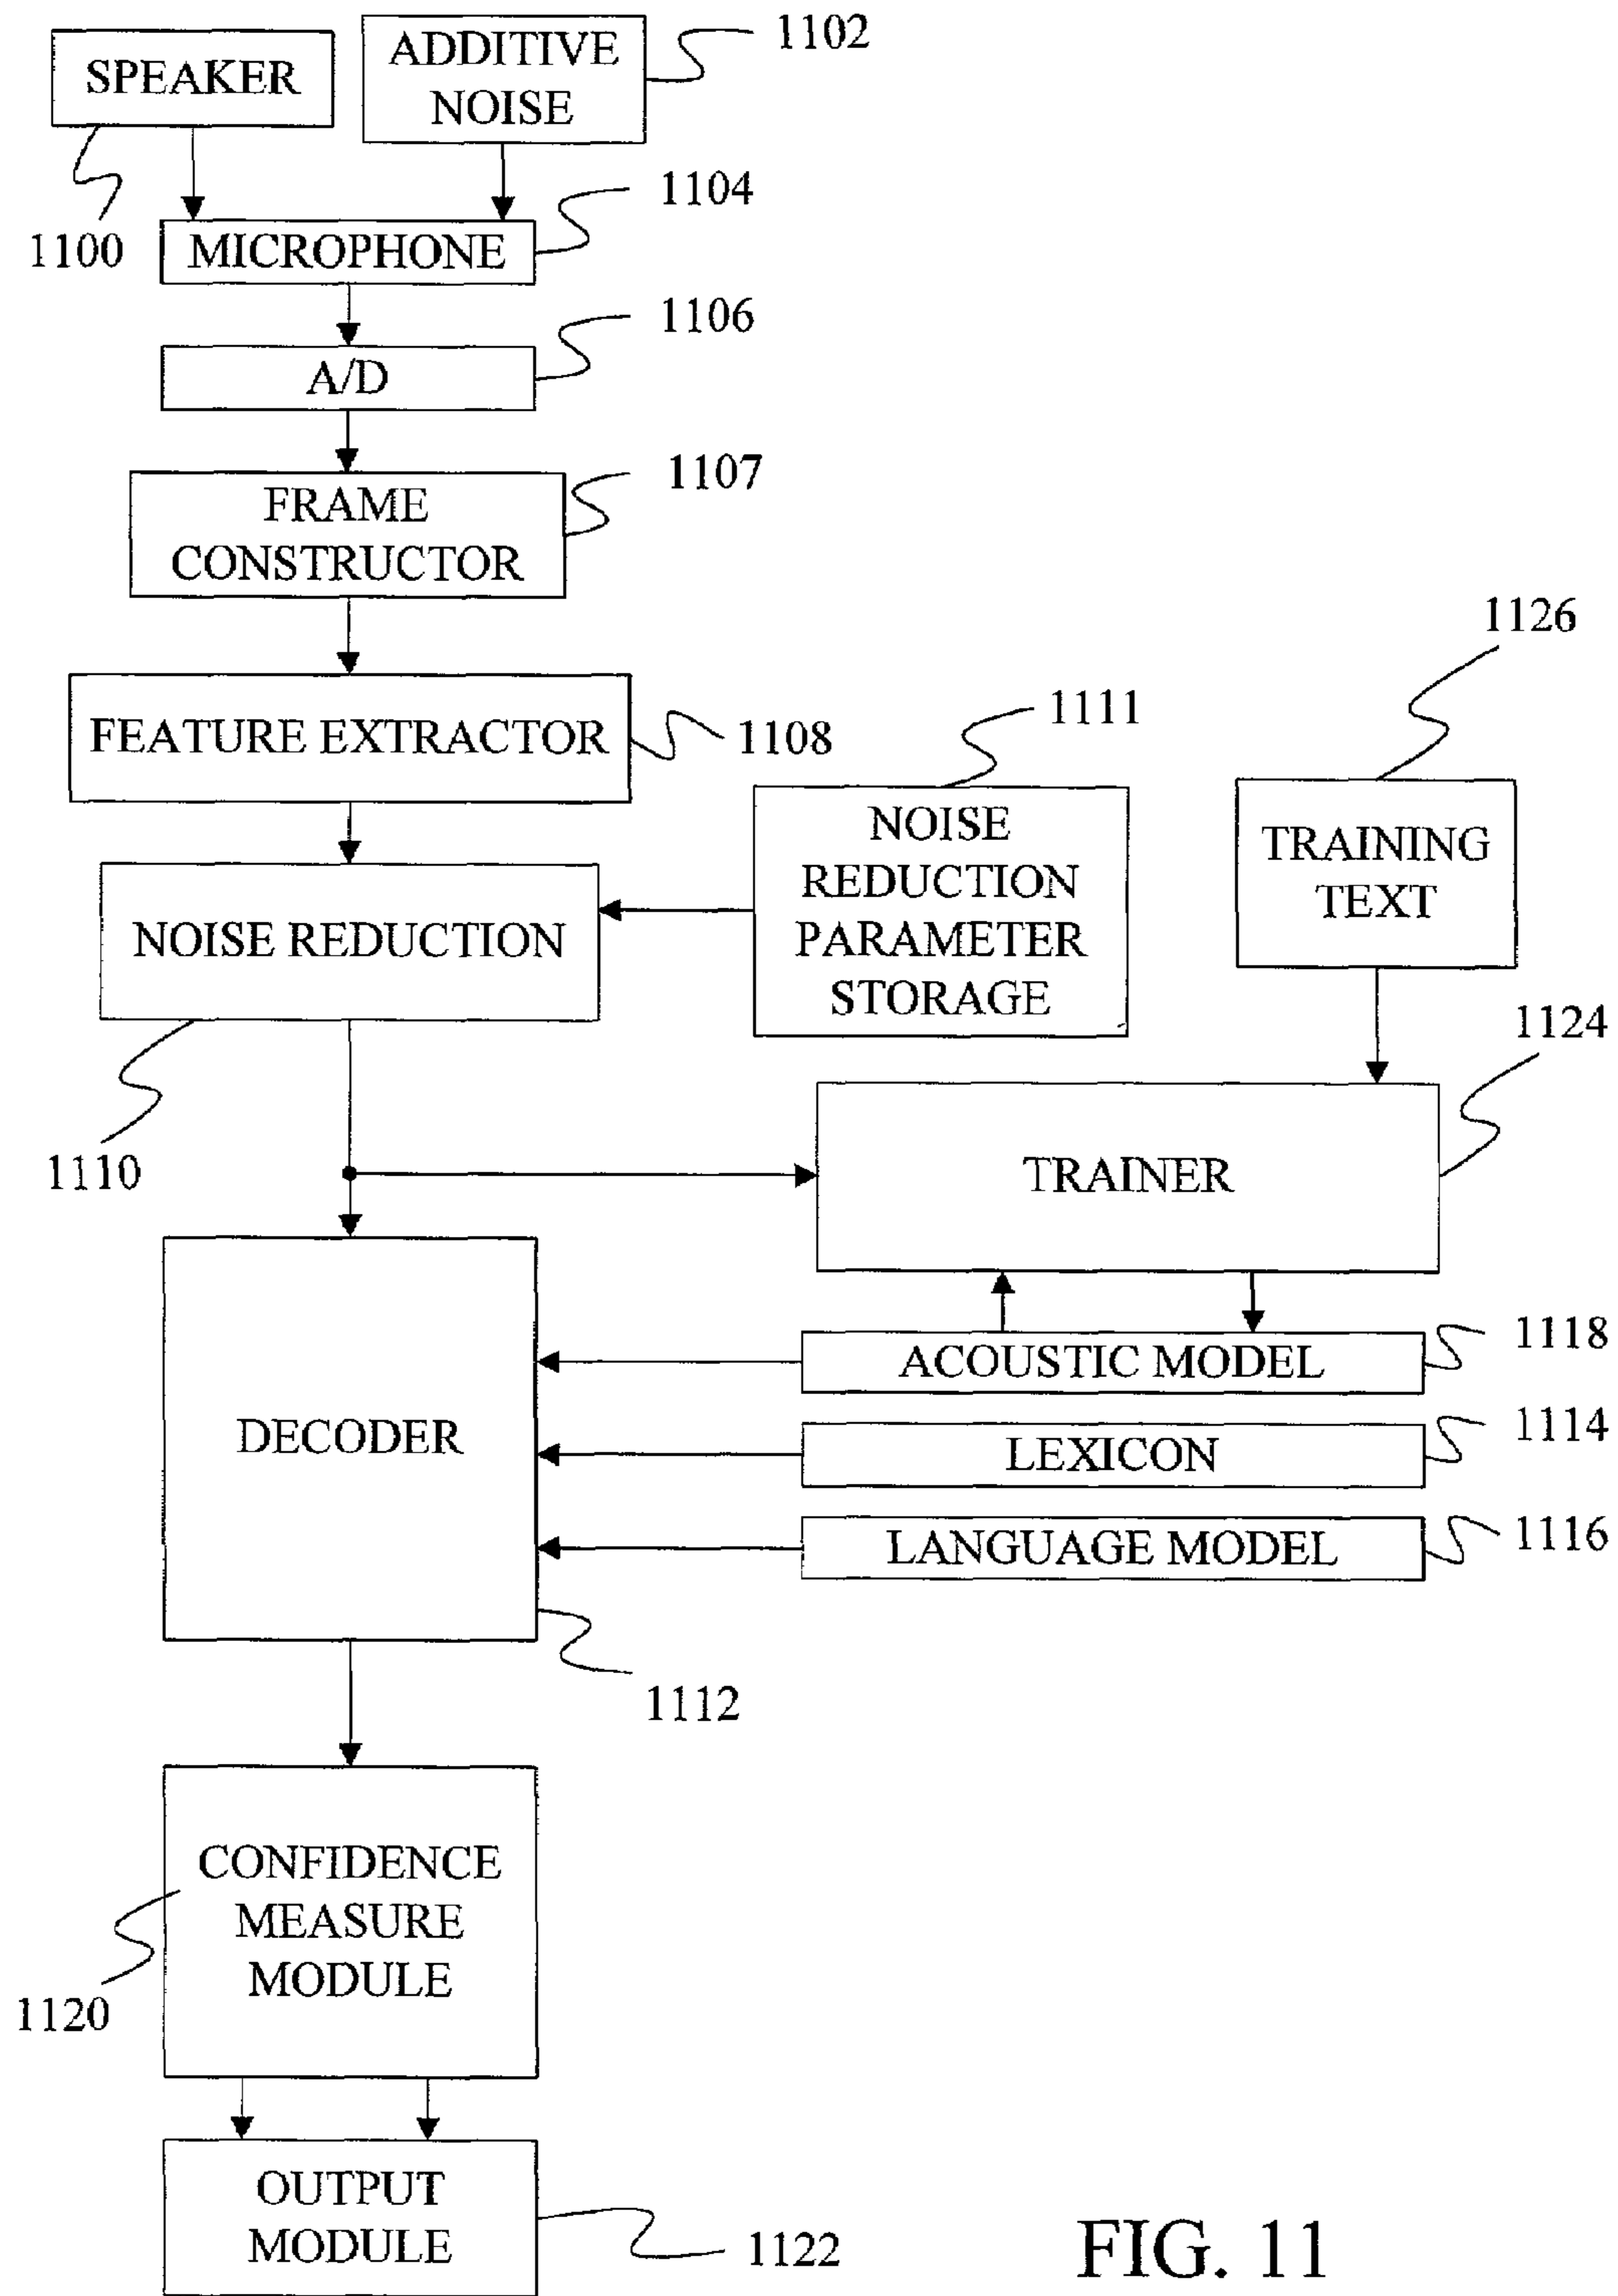 SPEAKER
ADDITIVE
NOISE
1102
1100
MICROPHONE
1104
A/D
1106
FRAME
CONSTRUCTOR
1107
FEATURE EXTRACTOR
1108
NOISE REDUCTION
1110
NOISE
REDUCTION
PARAMETER
STORAGE
1111
TRAINING
TEXT
1126
TRAINER
1124
DECODER
1112
ACOUSTIC MODEL
1118
LEXICON
1114
LANGUAGE MODEL
1116
CONFIDENCE
MEASURE
MODULE
1120
OUTPUT
MODULE
1122
FIG. 11